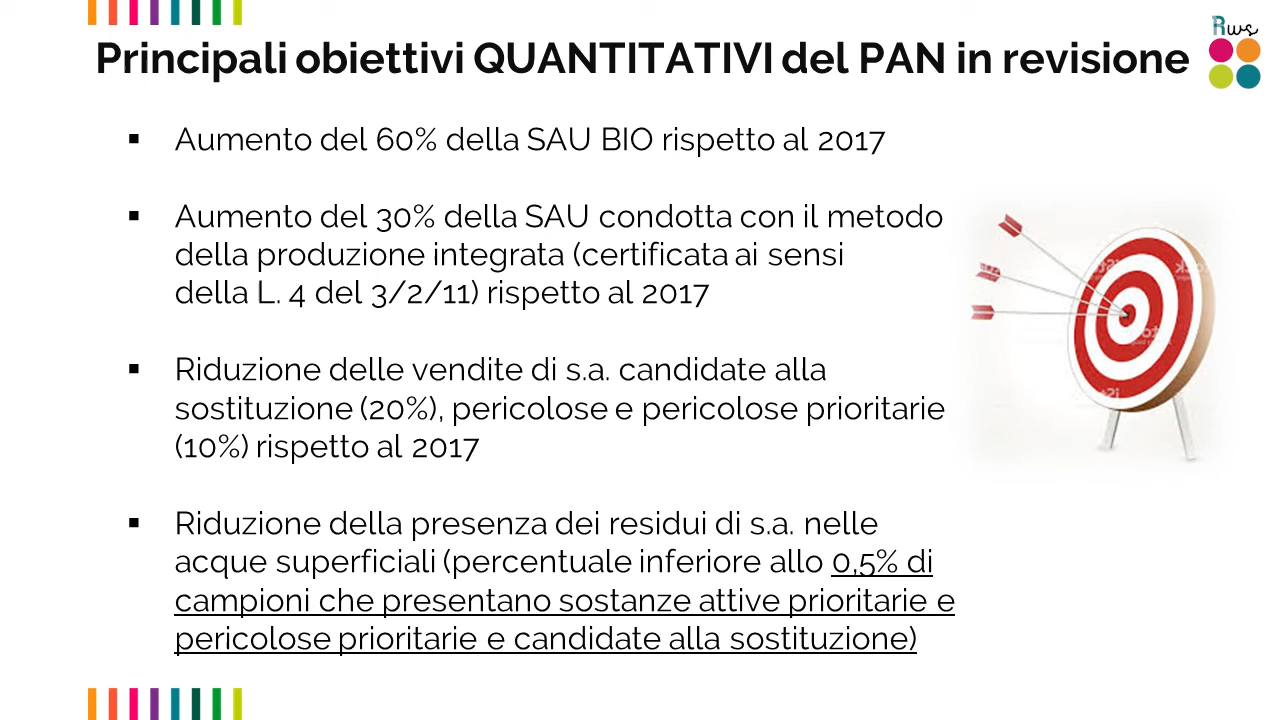 Rws
Principali obiettivi QUANTITATIVI del PAN in revisione
▪ Aumento del 60% della SAU BIO rispetto al 2017
▪ Aumento del 30% della SAU condotta con il metodo
della produzione integrata (certificata ai sensi
della L. 4 del 3/2/11) rispetto al 2017
▪ Riduzione delle vendite di s.a. candidate alla
sostituzione (20%), pericolose e pericolose prioritarie
(10%) rispetto al 2017
▪ Riduzione della presenza dei residui di s.a. nelle
acque superficiali (percentuale inferiore allo 0,5% di
campioni che presentano sostanze attive prioritarie e
pericolose prioritarie e candidate alla sostituzione)